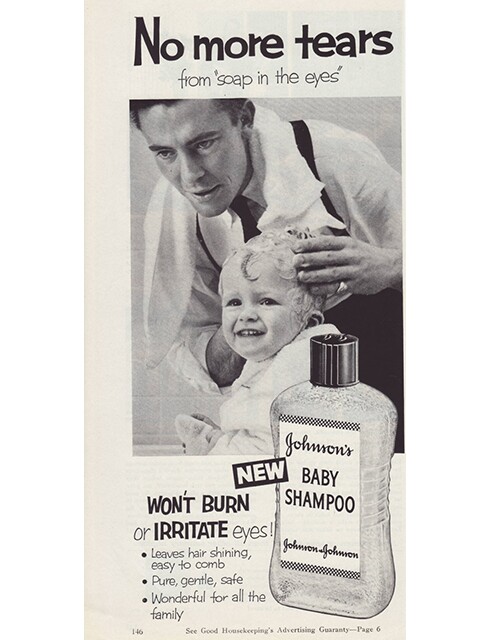 No more tears
from "soap in the eyes"
Johnson's
NEW
BABY
SHAMPOO
Johnson & Johnson
WON'T BURN
or IRRITATE eyes!
• Leaves hair shining,
easy to comb
• Pure, gentle, safe
• Wonderful for all the
family
146
See Good Housekeeping's Advertising Guaranty—Page 6